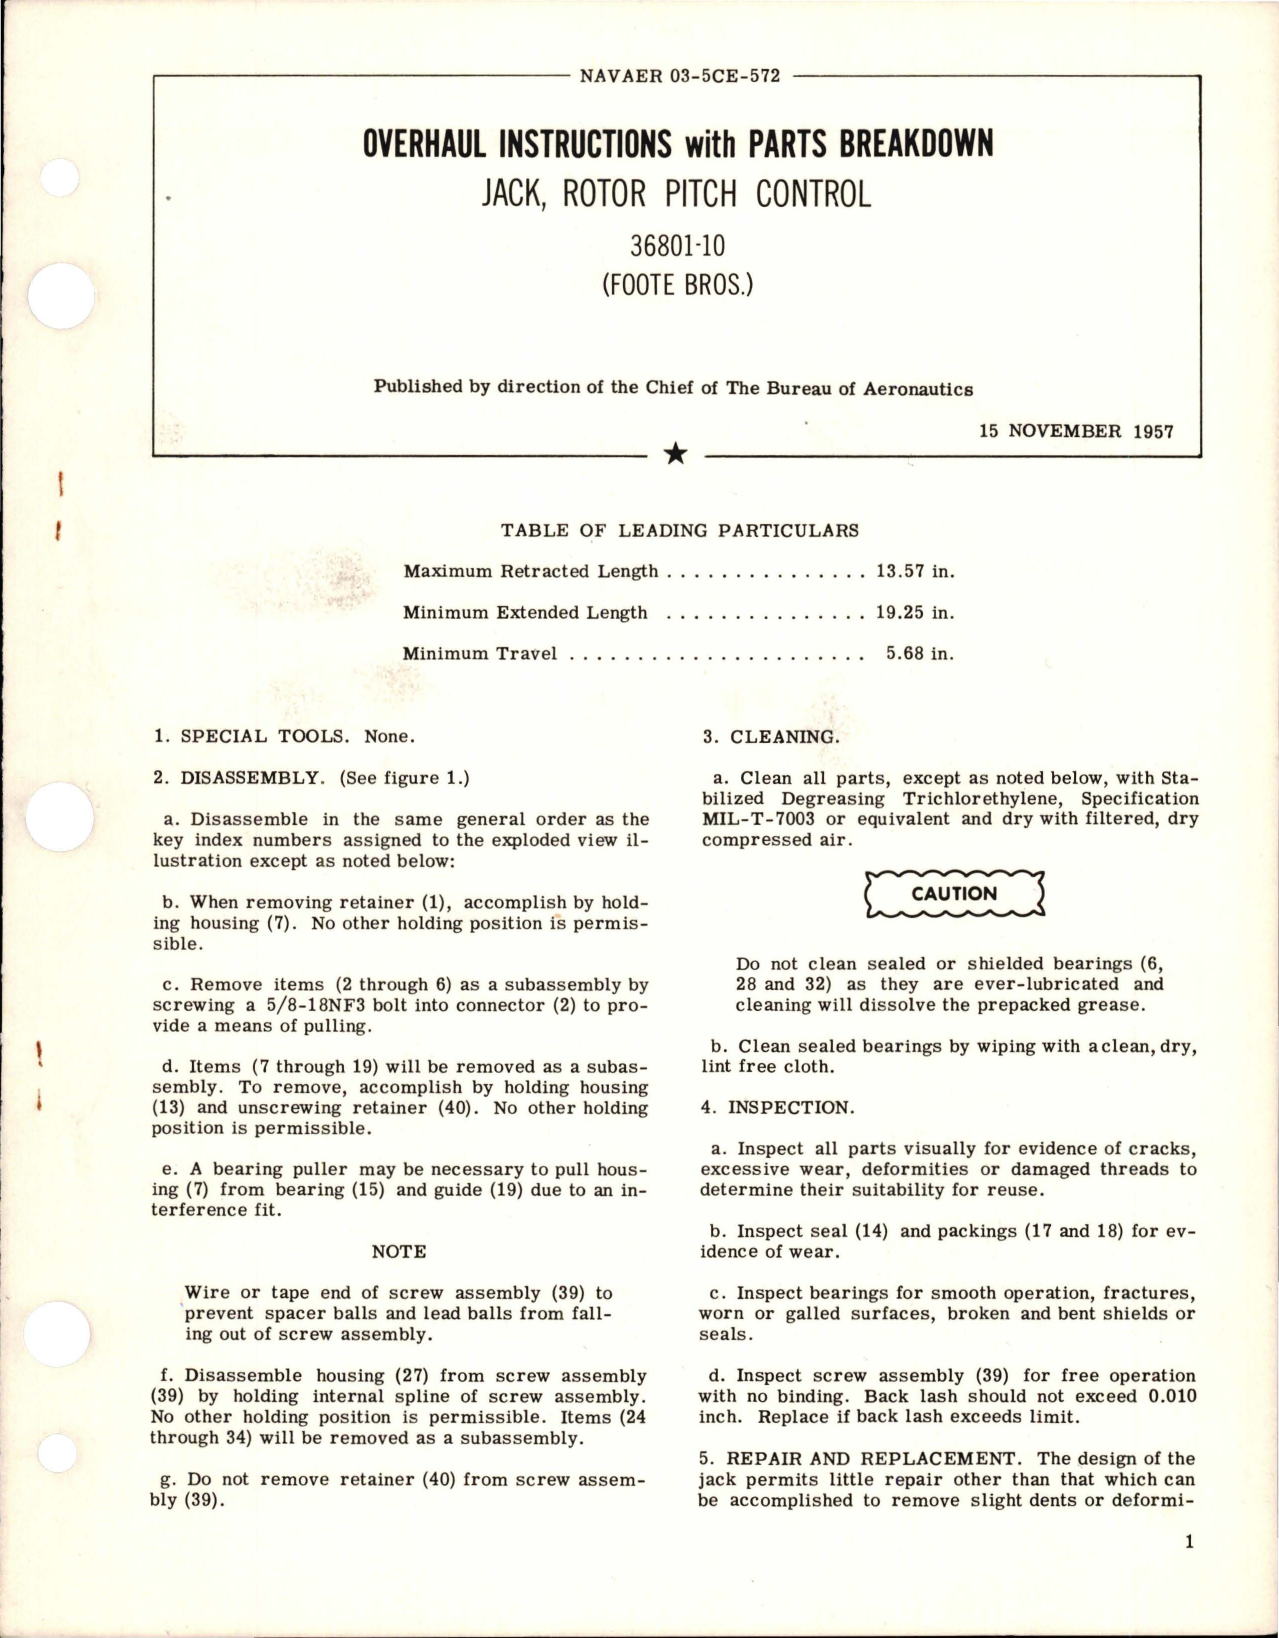 NAVAER 03-5CE-572
OVERHAUL INSTRUCTIONS with PARTS BREAKDOWN
JACK, ROTOR PITCH CONTROL
36801-10
(FOOTE BROS.)
Published by direction of the Chief of The Bureau of Aeronautics
15 NOVEMBER 1957
TABLE OF LEADING PARTICULARS
Maximum Retracted Length . . . . . . . . . . . . . . . 13.57 in.
Minimum Extended Length . . . . . . . . . . . . . . . 19.25 in.
Minimum Travel . . . . . . . . . . . . . . . . . . . . . . 5.68 in.
1. SPECIAL TOOLS. None.
2. DISASSEMBLY. (See figure 1.)
a. Disassemble in the same general order as the
key index numbers assigned to the exploded view il-
lustration except as noted below:
b. When removing retainer (1), accomplish by hold-
ing housing (7). No other holding position is permis-
sible.
c. Remove items (2 through 6) as a subassembly by
screwing a 5/8-18NF3 bolt into connector (2) to pro-
vide a means of pulling.
d. Items (7 through 19) will be removed as a subas-
sembly. To remove, accomplish by holding housing
(13) and unscrewing retainer (40). No other holding
position is permissible.
e. A bearing puller may be necessary to pull hous-
ing (7) from bearing (15) and guide (19) due to an in-
terference fit.
NOTE
Wire or tape end of screw assembly (39) to
prevent spacer balls and lead balls from fall-
ing out of screw assembly.
f. Disassemble housing (27) from screw assembly
(39) by holding internal spline of screw assembly.
No other holding position is permissible. Items (24
through 34) will be removed as a subassembly.
g. Do not remove retainer (40) from screw assem-
bly (39).
3. CLEANING.
a. Clean all parts, except as noted below, with Sta-
bilized Degreasing Trichlorethylene, Specification
MIL-T-7003 or equivalent and dry with filtered, dry
compressed air.
CAUTION
Do not clean sealed or shielded bearings (6,
28 and 32) as they are ever-lubricated and
cleaning will dissolve the prepacked grease.
b. Clean sealed bearings by wiping with a clean, dry,
lint free cloth.
4. INSPECTION.
a. Inspect all parts visually for evidence of cracks,
excessive wear, deformities or damaged threads to
determine their suitability for reuse.
b. Inspect seal (14) and packings (17 and 18) for ev-
idence of wear.
c. Inspect bearings for smooth operation, fractures,
worn or galled surfaces, broken and bent shields or
seals.
d. Inspect screw assembly (39) for free operation
with no binding. Back lash should not exceed 0.010
inch. Replace if back lash exceeds limit.
5. REPAIR AND REPLACEMENT. The design of the
jack permits little repair other than that which can
be accomplished to remove slight dents or deformi-
1